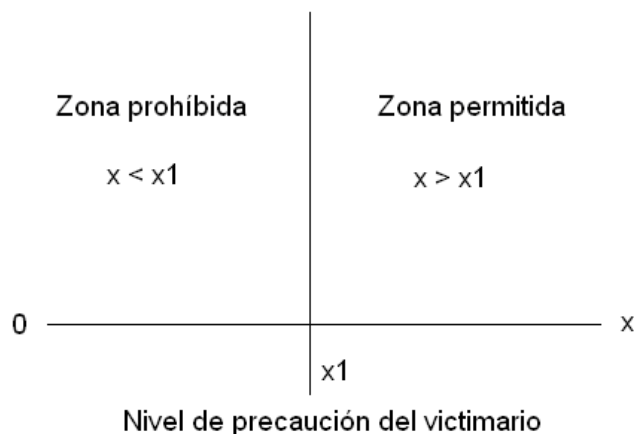 Zona prohíbida
Zona permitida
x < x1
x > x1
0
x
x1
Nivel de precaución del victimario